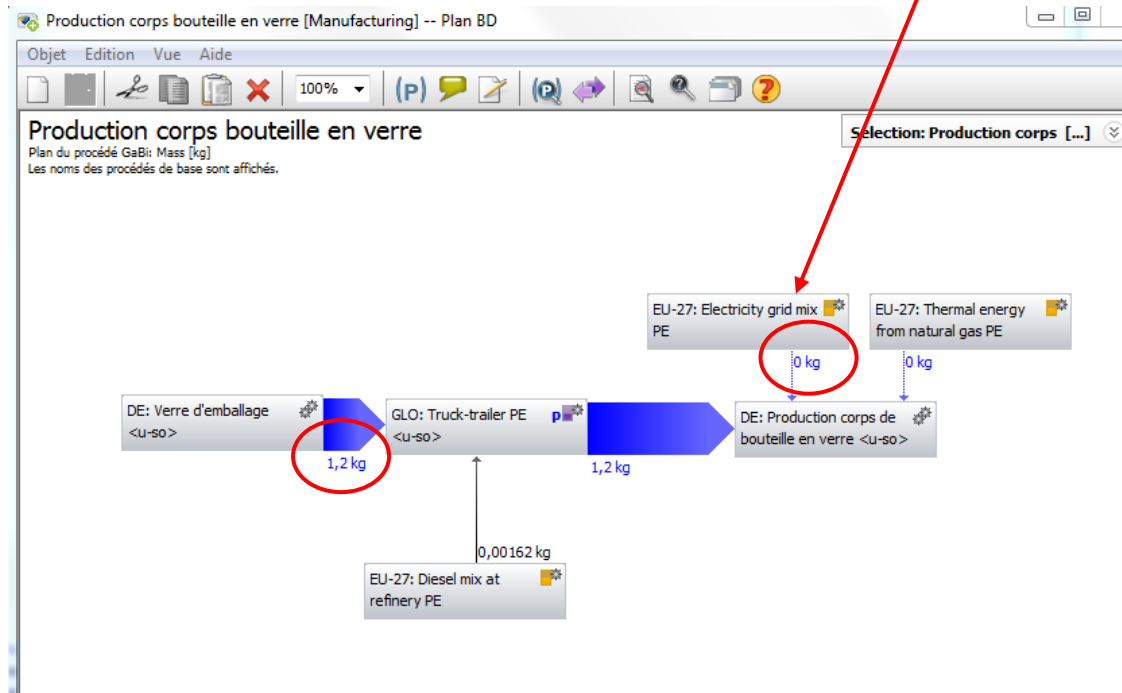 Production corps bouteille en verre [Manufacturing] -- Plan BD
Objet Edition Vue Aide
100% (P)
Production corps bouteille en verre
Plan du procédé GaBi: Mass [kg]
Les noms des procédés de base sont affichés.
Sélection: Production corps [...]
EU-27: Electricity grid mix
PE
EU-27: Thermal energy
from natural gas PE
0 kg
0 kg
DE: Verre d'emballage
<u-so>
GLO: Truck-trailer PE p
<u-so>
DE: Production corps de
bouteille en verre <u-so>
1,2 kg
1,2 kg
0,00162 kg
EU-27: Diesel mix at
refinery PE